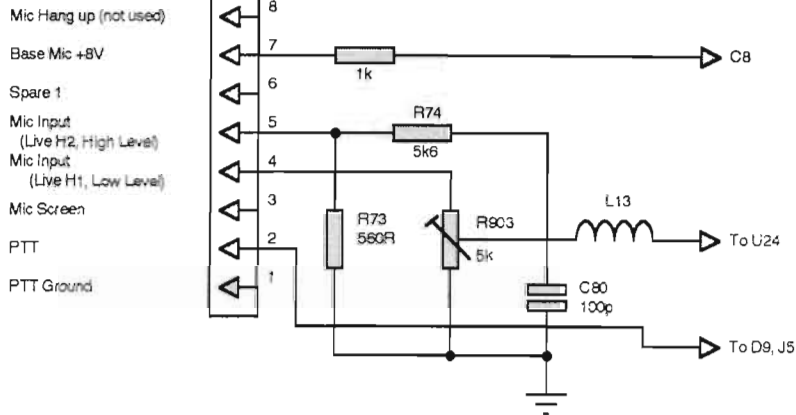 Mic Hang up (not used)
8
Base Mic +8V
7
1k
C8
Spare 1
6
Mic Input
(Live H2, High Level)
5
R74
5k6
Mic Input
(Live H1, Low Level)
4
Mic Screen
3
R73
560R
R903
5k
L13
To U24
PTT
2
PTT Ground
1
C80
100p
To D9, J5